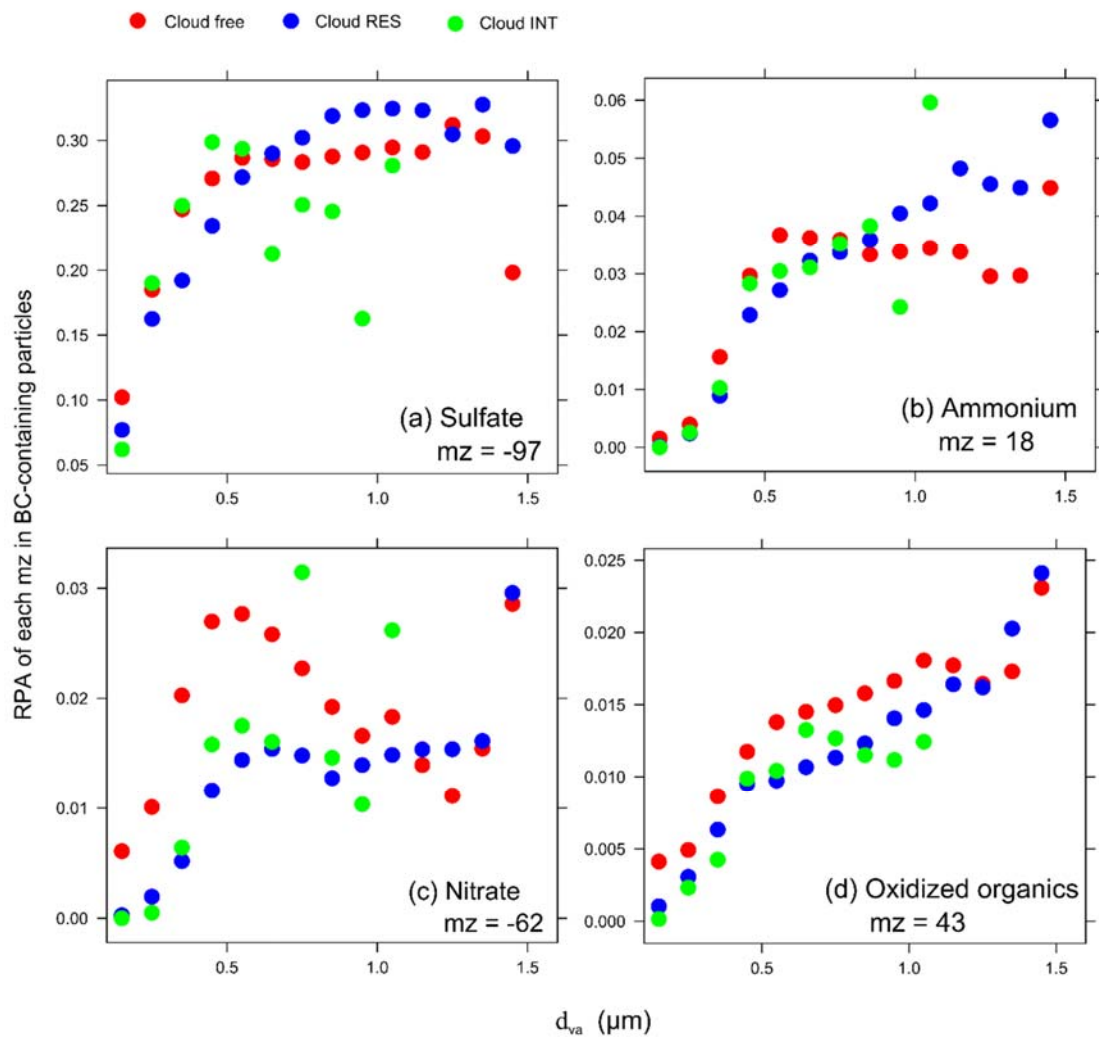 Cloud free Cloud RES Cloud INT
RPA of each mz in BC-containing particles
0.30
0.25
0.20
0.15
0.10
0.05
0.5 1.0 1.5
(a) Sulfate
mz = -97
0.06
0.05
0.04
0.03
0.02
0.01
0.00
0.5 1.0 1.5
(b) Ammonium
mz = 18
0.03
0.02
0.01
0.00
0.5 1.0 1.5
(c) Nitrate
mz = -62
0.025
0.020
0.015
0.010
0.005
0.000
0.5 1.0 1.5
(d) Oxidized organics
mz = 43
dva (μm)